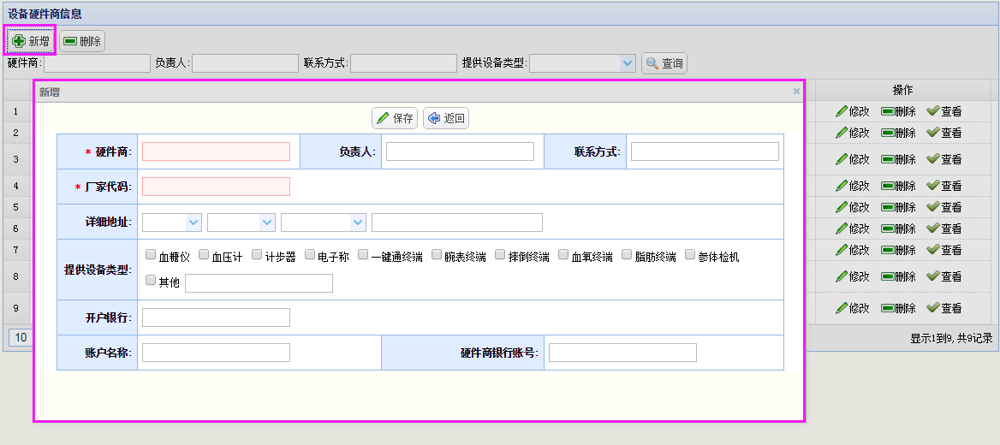 设备硬件商信息
新增 删除
硬件商: 负责人: 联系方式: 提供设备类型: 查询
新增 ×
操作
保存 返回
1 修改 删除 查看
2 修改 删除 查看
* 硬件商: 负责人: 联系方式:
3 修改 删除 查看
* 厂家代码:
4 修改 删除 查看
5 修改 删除 查看
详细地址:
6 修改 删除 查看
7 修改 删除 查看
提供设备类型: 血糖仪 血压计 计步器 电子称 一键通终端 腕表终端 摔倒终端 血氧终端 脂肪终端 参体检机
8 修改 删除 查看
其他
9 修改 删除 查看
开户银行:
10 显示1到9,共9记录
账户名称: 硬件商银行账号: